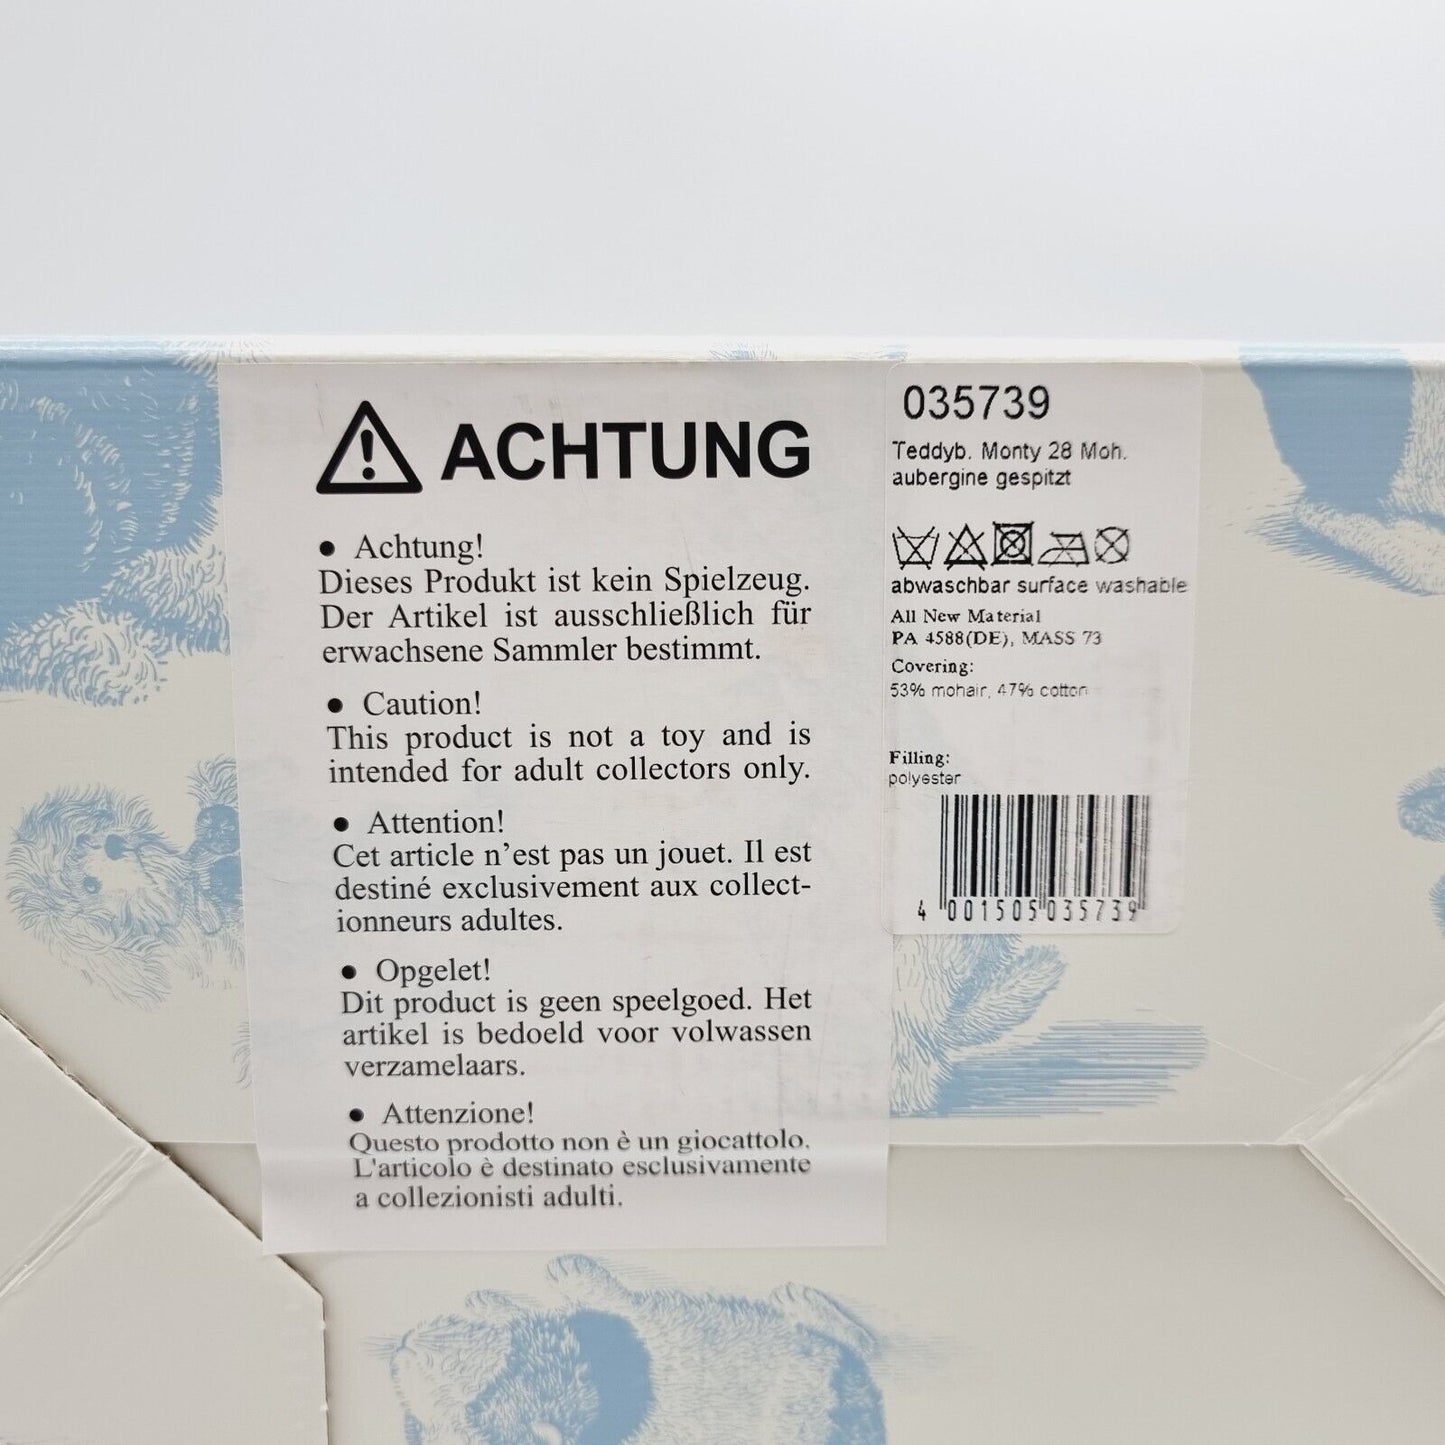 ACHTUNG
● Achtung!
Dieses Produkt ist kein Spielzeug.
Der Artikel ist ausschließlich für
erwachsene Sammler bestimmt.
● Caution!
This product is not a toy and is
intended for adult collectors only.
● Attention!
Cet article n’est pas un jouet. Il est
destiné exclusivement aux collect-
ionneurs adultes.
● Opgelet!
Dit product is geen speelgoed. Het
artikel is bedoeld voor volwassen
verzamelaars.
● Attenzione!
Questo prodotto non è un giocattolo.
L'articolo è destinato esclusivamente
a collezionisti adulti.
035739
Teddyb. Monty 28 Moh.
aubergine gespitzt
abwaschbar surface washable
All New Material
PA 4588(DE), MASS 73
Covering:
53% mohair, 47% cotton
Filling:
polyester
4 001505 035739